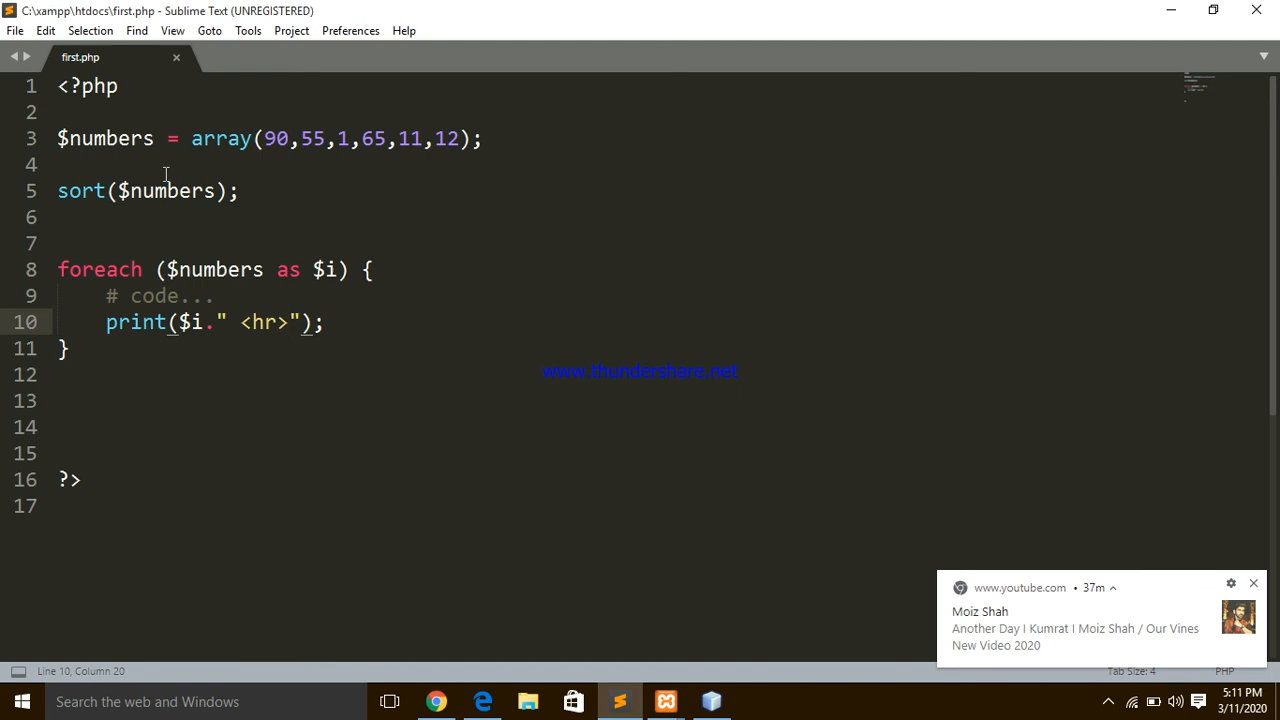 C:\xampp\htdocs\first.php - Sublime Text (UNREGISTERED)
File Edit Selection Find View Goto Tools Project Preferences Help
first.php
1 <?php
2
3 $numbers = array(90,55,1,65,11,12);
4
5 sort($numbers);
6
7
8 foreach ($numbers as $i) {
9 # code...
10 print($i." <hr>");
11 }
www.thundershare.net
12
13
14
15
16 ?>
17
www.youtube.com • 37m
Moiz Shah
Another Day I Kumrat I Moiz Shah / Our Vines
New Video 2020
Line 10, Column 20
Tab Size: 4 PHP
Search the web and Windows
5:11 PM
3/11/2020